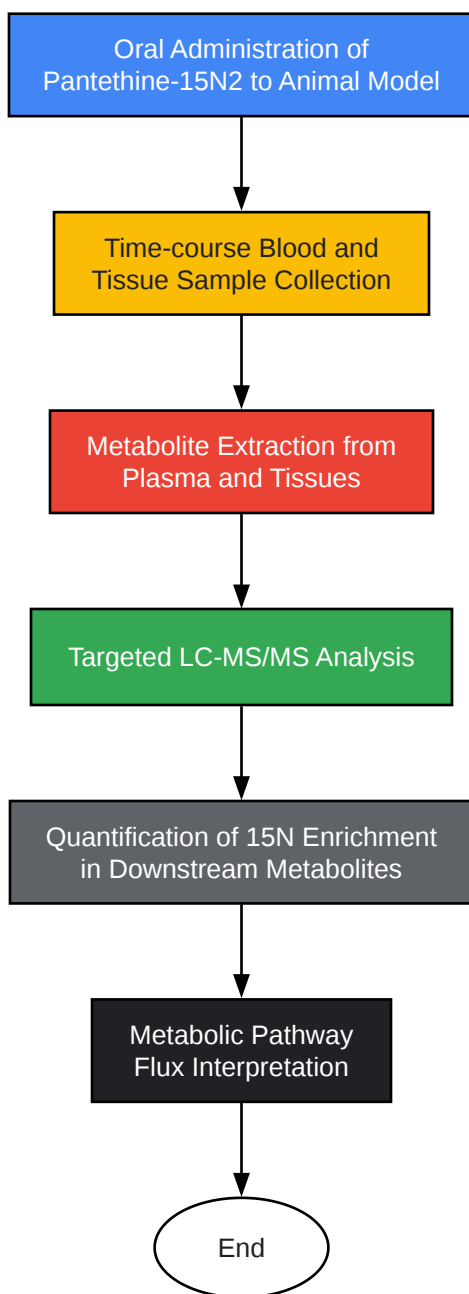 Oral Administration of
Pantethine-15N2 to Animal Model
Time-course Blood and
Tissue Sample Collection
Metabolite Extraction from
Plasma and Tissues
Targeted LC-MS/MS Analysis
Quantification of 15N Enrichment
in Downstream Metabolites
Metabolic Pathway
Flux Interpretation
End